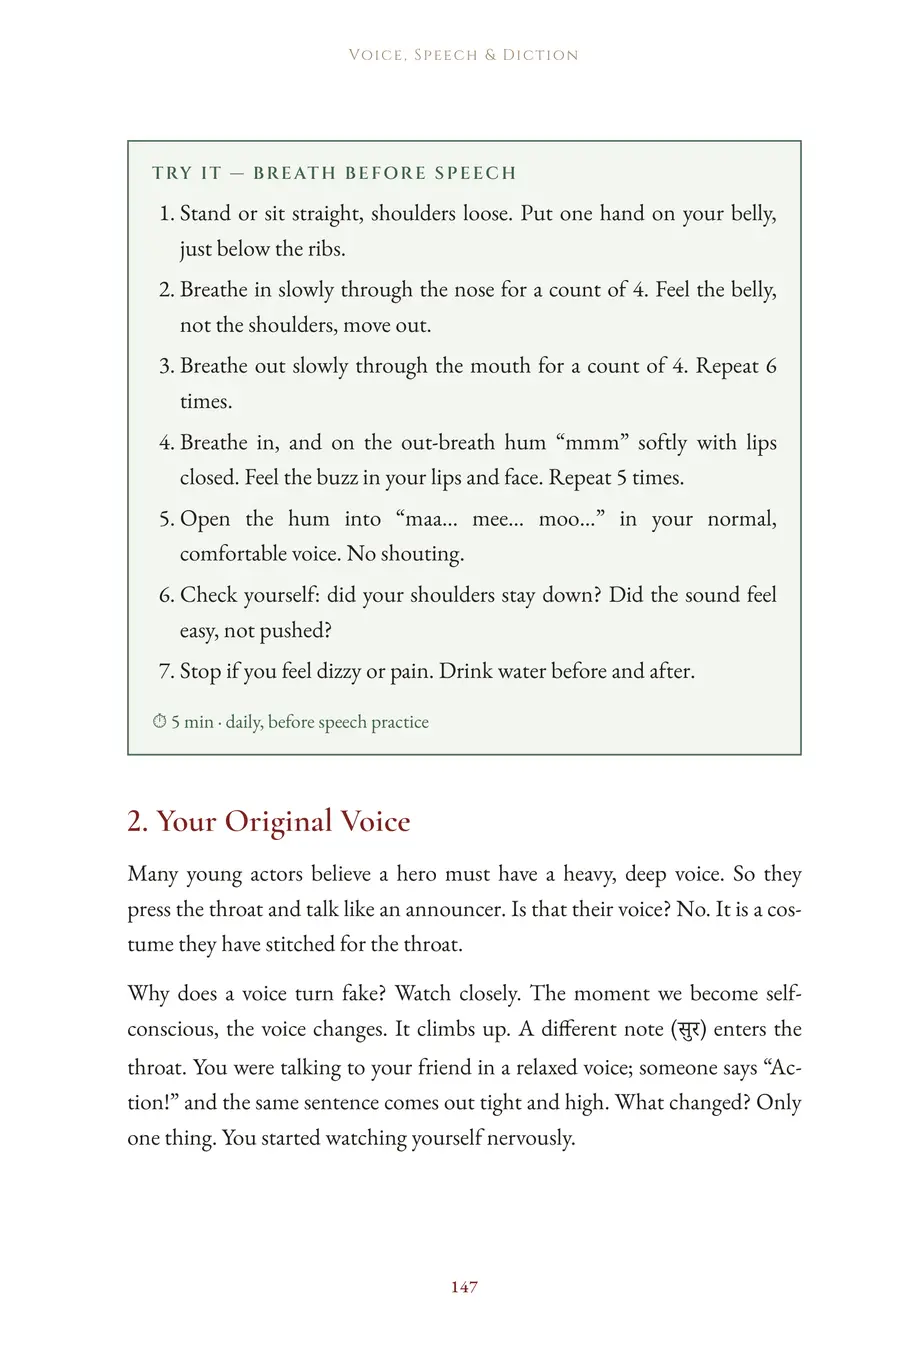 Voice, Speech & Diction
TRY IT — BREATH BEFORE SPEECH
1. Stand or sit straight, shoulders loose. Put one hand on your belly,
just below the ribs.
2. Breathe in slowly through the nose for a count of 4. Feel the belly,
not the shoulders, move out.
3. Breathe out slowly through the mouth for a count of 4. Repeat 6
times.
4. Breathe in, and on the out-breath hum “mmm” softly with lips
closed. Feel the buzz in your lips and face. Repeat 5 times.
5. Open the hum into “maa... mee... moo...” in your normal,
comfortable voice. No shouting.
6. Check yourself: did your shoulders stay down? Did the sound feel
easy, not pushed?
7. Stop if you feel dizzy or pain. Drink water before and after.
⏱ 5 min · daily, before speech practice
2. Your Original Voice
Many young actors believe a hero must have a heavy, deep voice. So they
press the throat and talk like an announcer. Is that their voice? No. It is a cos-
tume they have stitched for the throat.
Why does a voice turn fake? Watch closely. The moment we become self-
conscious, the voice changes. It climbs up. A different note (सुर) enters the
throat. You were talking to your friend in a relaxed voice; someone says “Ac-
tion!” and the same sentence comes out tight and high. What changed? Only
one thing. You started watching yourself nervously.
147